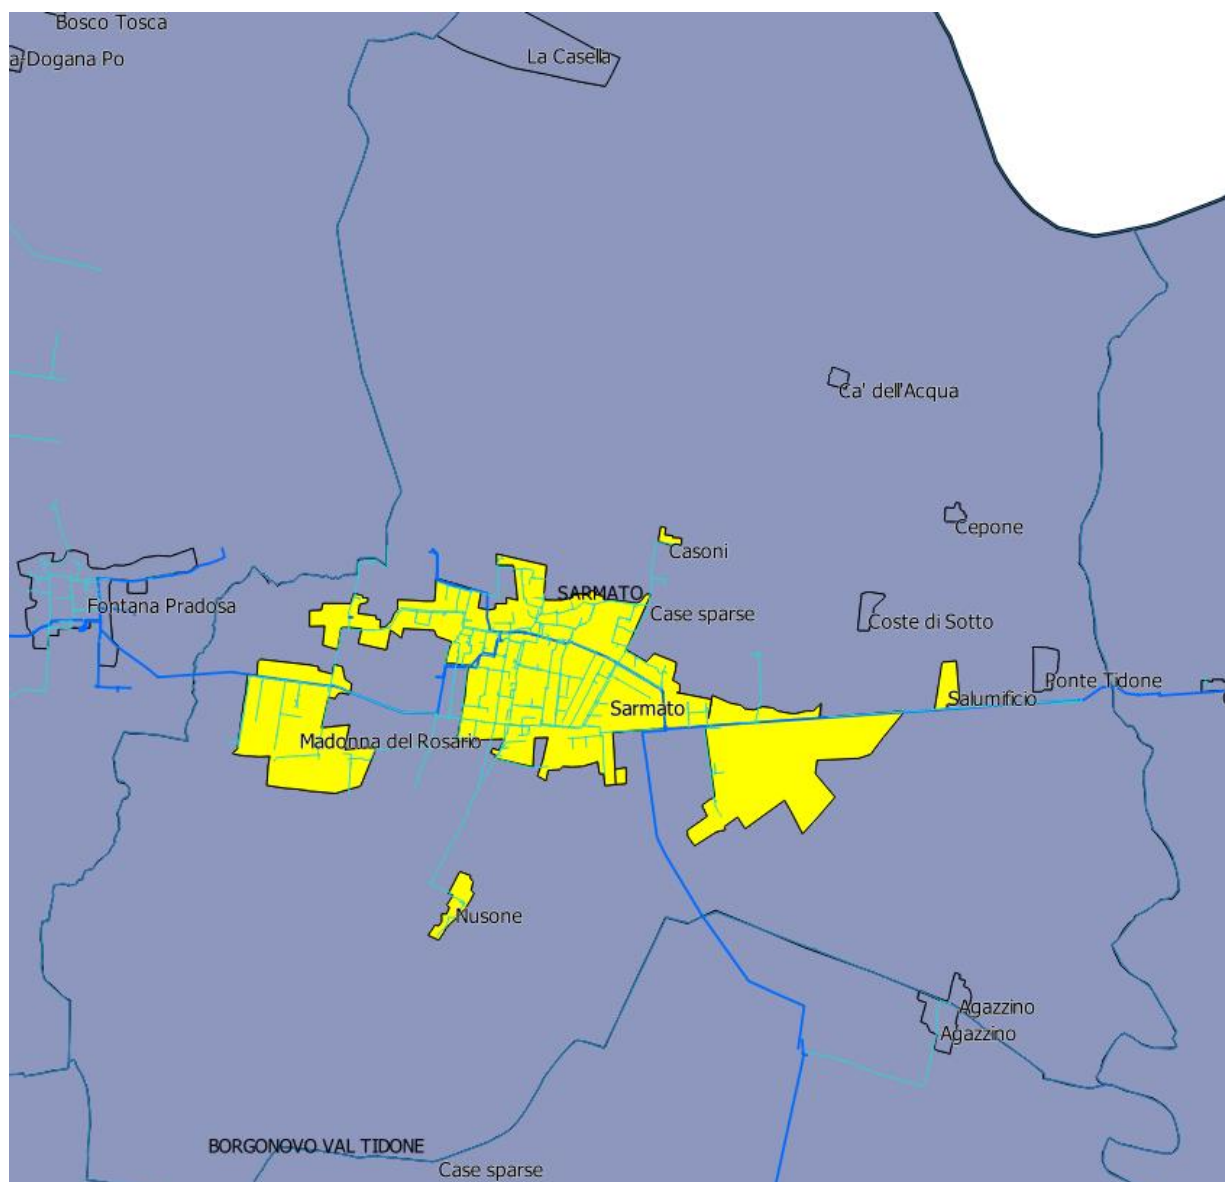 Bosco Tosca
a-Dogana Po
La Casella
Ca' dell'Acqua
Cepone
Casoni
SARMATO
Fontana Pradosa
Case sparse
Coste di Sotto
Ponte Tidone
Salumificio
Sarmato
Madonna del Rosario
Nusone
Agazzino
Agazzino
BORGONOVO VAL TIDONE
Case sparse